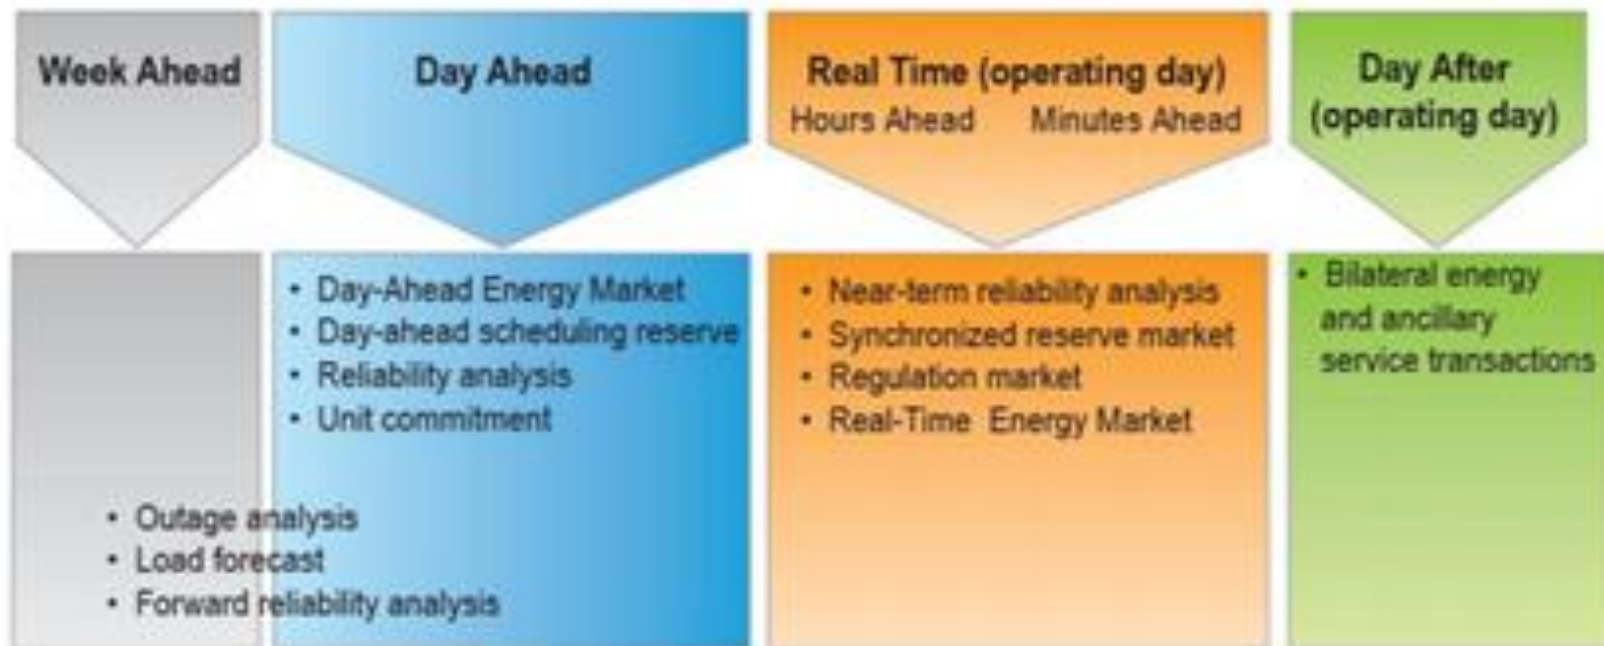 Week Ahead
Day Ahead
Real Time (operating day)
Hours Ahead Minutes Ahead
Day After
(operating day)
• Day-Ahead Energy Market
• Day-ahead scheduling reserve
• Reliability analysis
• Unit commitment
• Outage analysis
• Load forecast
• Forward reliability analysis
• Near-term reliability analysis
• Synchronized reserve market
• Regulation market
• Real-Time Energy Market
• Bilateral energy
and ancillary
service transactions